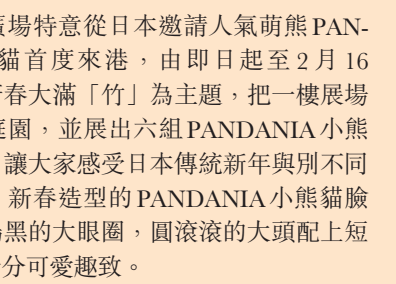 廣場特意從日本邀請人氣萌熊PAN-
貓首度來港，由即日起至2月16
新春大滿「竹」為主題，把一樓展場
庭園，並展出六組PANDANIA小熊
讓大家感受日本傳統新年與別不同
新春造型的PANDANIA小熊貓臉
黑的大眼圈，圓滾滾的大頭配上短
分可愛趣致。